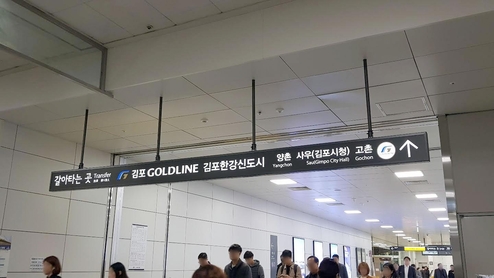 갈아타는 곳 Transfer 김포 GOLDLINE 김포한강신도시 양촌 사우(김포시청) 고촌
Yangchon Sau(Gimpo City Hall) Gochon